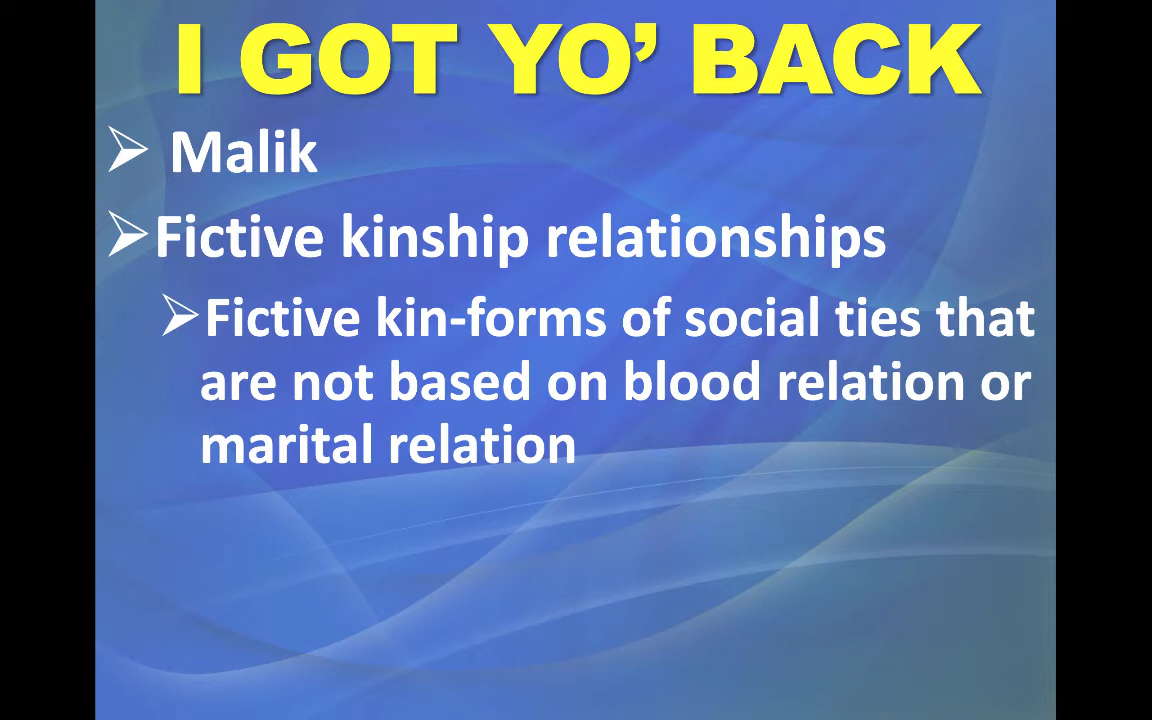 I GOT YO’ BACK
Malik
Fictive kinship relationships
Fictive kin-forms of social ties that
are not based on blood relation or
marital relation